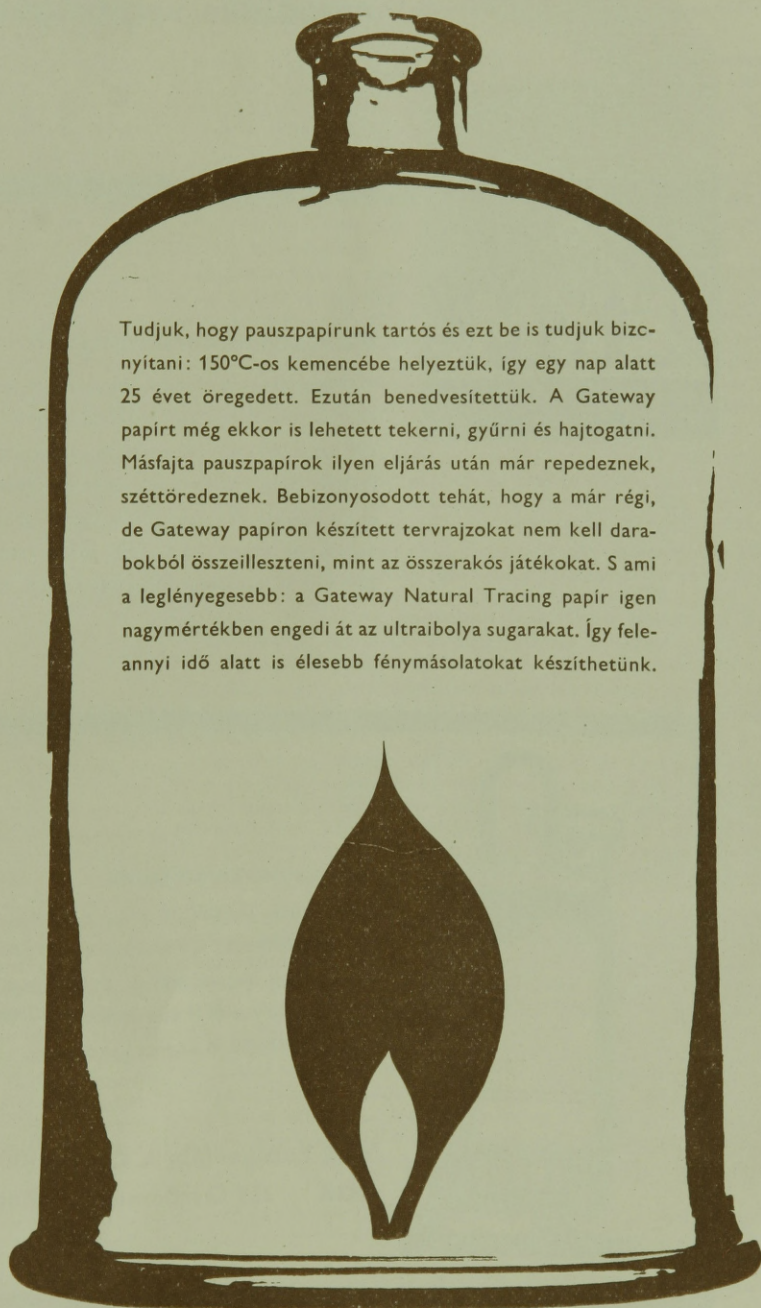 Tudjuk, hogy pauszpapírunk tartós és ezt be is tudjuk bizc-
nyítani: 150°C-os kemencébe helyeztük, így egy nap alatt
25 évet öregedett. Ezután benedvesítettük. A Gateway
papírt még ekkor is lehetett tekerni, gyűrni és hajtogatni.
Másfajta pauszpapírok ilyen eljárás után már repedeznek,
széttöredeznek. Bebizonyosodott tehát, hogy a már régi,
de Gateway papíron készített tervrajzokat nem kell dara-
bokból összeilleszteni, mint az összerakós játékokat. S ami
a leglényegesebb: a Gateway Natural Tracing papír igen
nagymértékben engedi át az ultraibolya sugarakat. Így fele-
annyi idő alatt is élesebb fénymásolatokat készíthetünk.